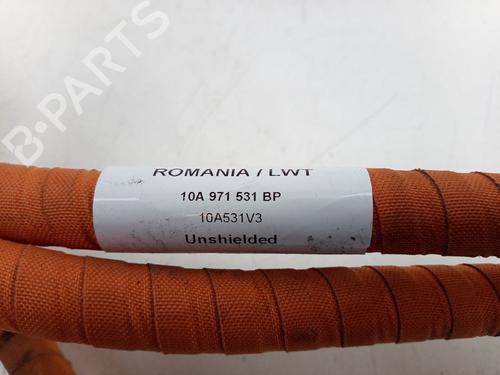 B-PARTS
ROMANIA / LWT
10A 971 531 BP
10A531V3
Unshielded